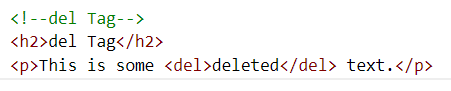 <!--del Tag-->
<h2>del Tag</h2>
<p>This is some <del>deleted</del> text.</p>